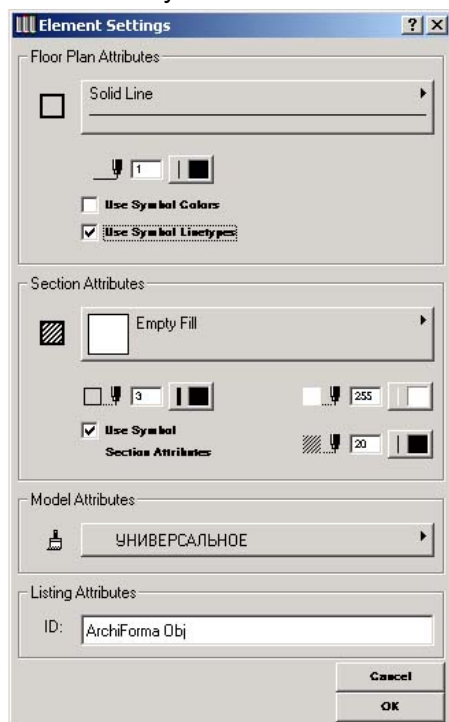 Element Settings
Floor Plan Attributes
Solid Line
1
Use Symbol Colors
Use Symbol Linetypes
Section Attributes
Empty Fill
3
255
Use Symbol
Section Attributes
20
Model Attributes
УНИВЕРСАЛЬНОЕ
Listing Attributes
ID: ArchiForma Obj
Cancel
OK